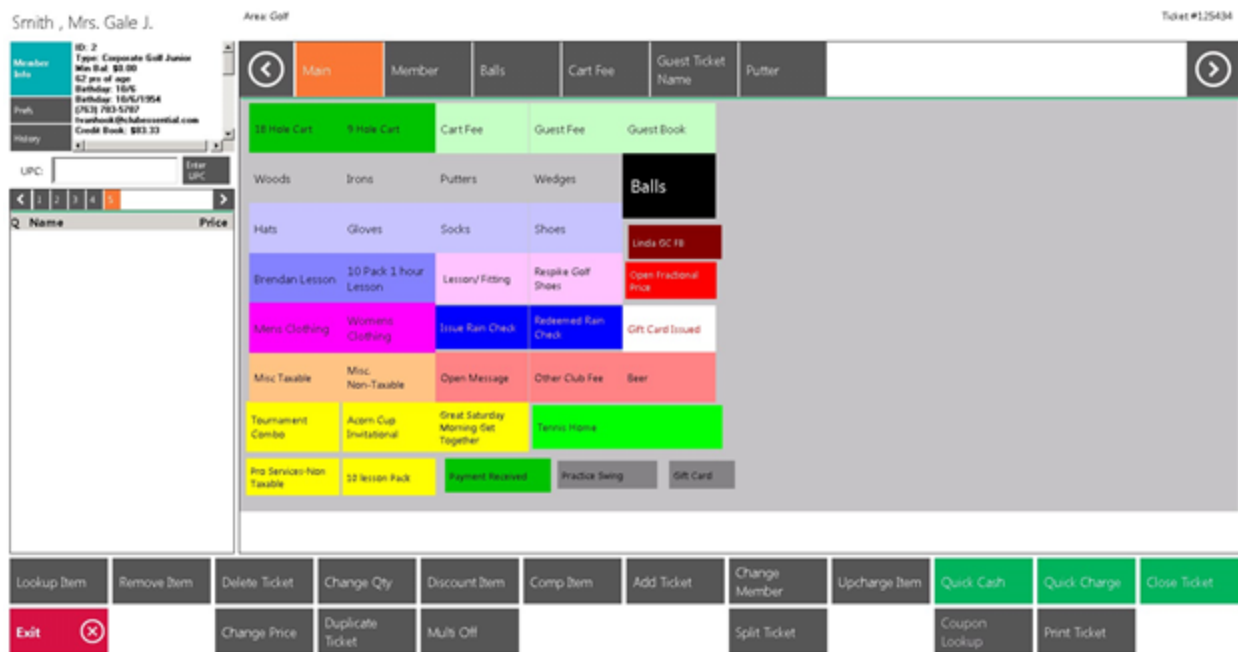 Smith , Mrs. Gale J.
Area: Golf
Ticket #125434
Member
Info
Prefs
History
ID: 2
Type: Corporate Golf Junior
Min Bal: $0.00
62 yrs of age
Birthday: 10/6
Bethday: 10/6/1954
(763) 703-5707
tvanhook@clubessential.com
Credit Book: $83.33
Main
Member
Balls
Cart Fee
Guest Ticket
Name
Putter
UPC:
Enter
UPC
1 2 3 4 5
Q Name Price
18 Hole Cart
9 Hole Cart
Cart Fee
Guest Fee
Guest Book
Woods
Irons
Putters
Wedges
Balls
Hats
Gloves
Socks
Shoes
Linda GC FB
Brendan Lesson
10 Pack 1 hour
Lesson
Lesson/ Fitting
Respike Golf
Shoes
Open Fractional
Price
Mens Clothing
Womens
Clothing
Issue Rain Check
Redeemed Rain
Check
Gift Card Issued
Misc Taxable
Misc.
Non-Taxable
Open Message
Other Club Fee
Beer
Tournament
Combo
Acorn Cup
Invitational
Great Saturday
Morning Get
Together
Tennis Home
Pro Services-Non
Taxable
10 lesson Pack
Payment Received
Practice Swing
Gift Card
Lookup Item
Remove Item
Delete Ticket
Change Qty
Discount Item
Comp Item
Add Ticket
Change
Member
Upcharge Item
Quick Cash
Quick Charge
Close Ticket
Exit
Change Price
Duplicate
Ticket
Multi Off
Split Ticket
Coupon
Lookup
Print Ticket